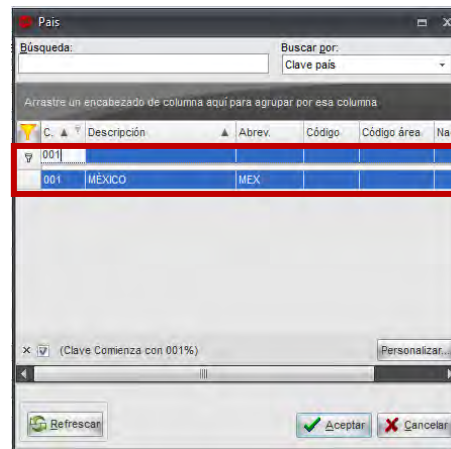 País
Búsqueda:
Buscar por:
Clave país
Arrastre un encabezado de columna aquí para agrupar por esa columna
C. Descripción Abrev. Código Código área Na
001
001 MÉXICO MEX
(Clave Comienza con 001%)
Personalizar...
Refrescar
Aceptar
Cancelar